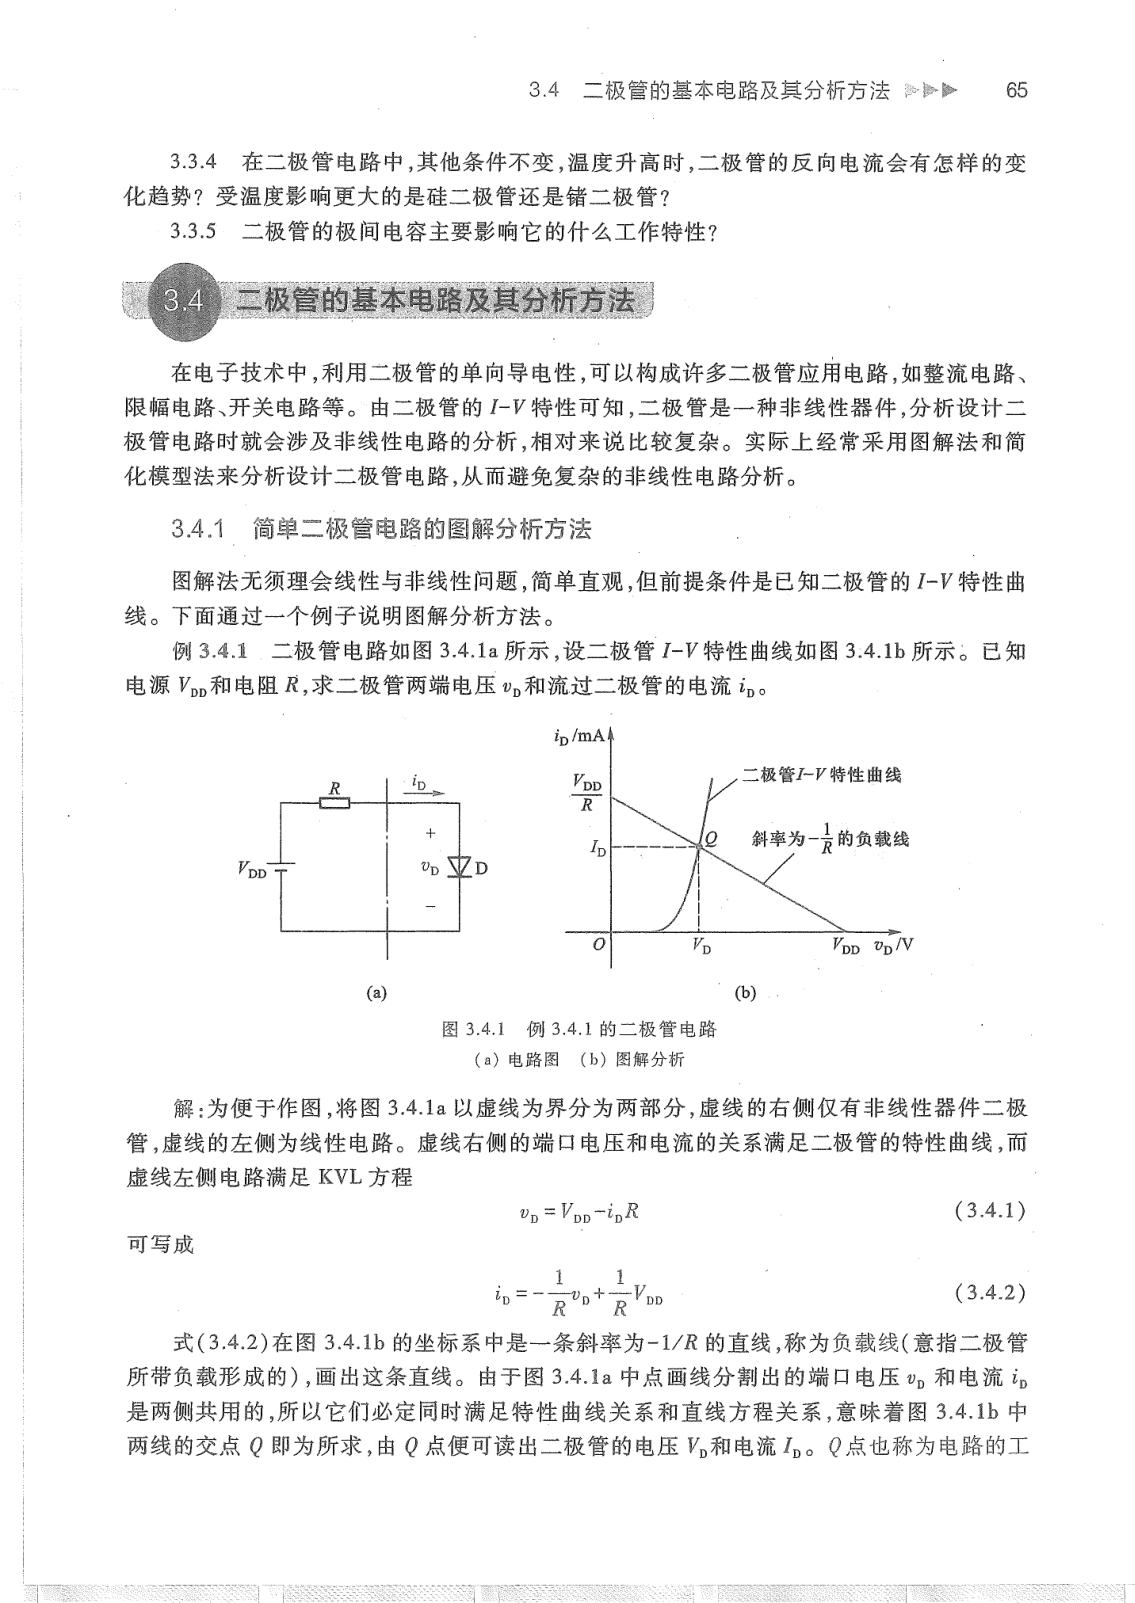 3.4 二极管的基本电路及其分析方法 65
3.3.4 在二极管电路中,其他条件不变,温度升高时,二极管的反向电流会有怎样的变
化趋势? 受温度影响更大的是硅二极管还是锗二极管?
3.3.5 二极管的极间电容主要影响它的什么工作特性?
3.4 二极管的基本电路及其分析方法
在电子技术中,利用二极管的单向导电性,可以构成许多二极管应用电路,如整流电路、
限幅电路、开关电路等。由二极管的 I-V 特性可知,二极管是一种非线性器件,分析设计二
极管电路时就会涉及非线性电路的分析,相对来说比较复杂。实际上经常采用图解法和简
化模型法来分析设计二极管电路,从而避免复杂的非线性电路分析。
3.4.1 简单二极管电路的图解分析方法
图解法无须理会线性与非线性问题,简单直观,但前提条件是已知二极管的 I-V 特性曲
线。下面通过一个例子说明图解分析方法。
例 3.4.1 二极管电路如图 3.4.1a 所示,设二极管 I-V 特性曲线如图 3.4.1b 所示。已知
电源 V_DD和电阻 R,求二极管两端电压 v_D和流过二极管的电流 i_D。
R
i_D
+
V_DD
v_D
D
−
(a)
i_D/mA
V_DD/R
I_D
二极管I-V特性曲线
Q
斜率为-1/R的负载线
O
V_D
V_DD v_D/V
(b)
图 3.4.1 例 3.4.1 的二极管电路
(a) 电路图 (b) 图解分析
解:为便于作图,将图 3.4.1a 以虚线为界分为两部分,虚线的右侧仅有非线性器件二极
管,虚线的左侧为线性电路。虚线右侧的端口电压和电流的关系满足二极管的特性曲线,而
虚线左侧电路满足 KVL 方程
v_D=V_DD-i_DR (3.4.1)
可写成
i_D=-1/R v_D+1/R V_DD (3.4.2)
式(3.4.2)在图 3.4.1b 的坐标系中是一条斜率为-1/R 的直线,称为负载线(意指二极管
所带负载形成的),画出这条直线。由于图 3.4.1a 中点画线分割出的端口电压 v_D 和电流 i_D
是两侧共用的,所以它们必定同时满足特性曲线关系和直线方程关系,意味着图 3.4.1b 中
两线的交点 Q 即为所求,由 Q 点便可读出二极管的电压 V_D和电流 I_D。Q点也称为电路的工